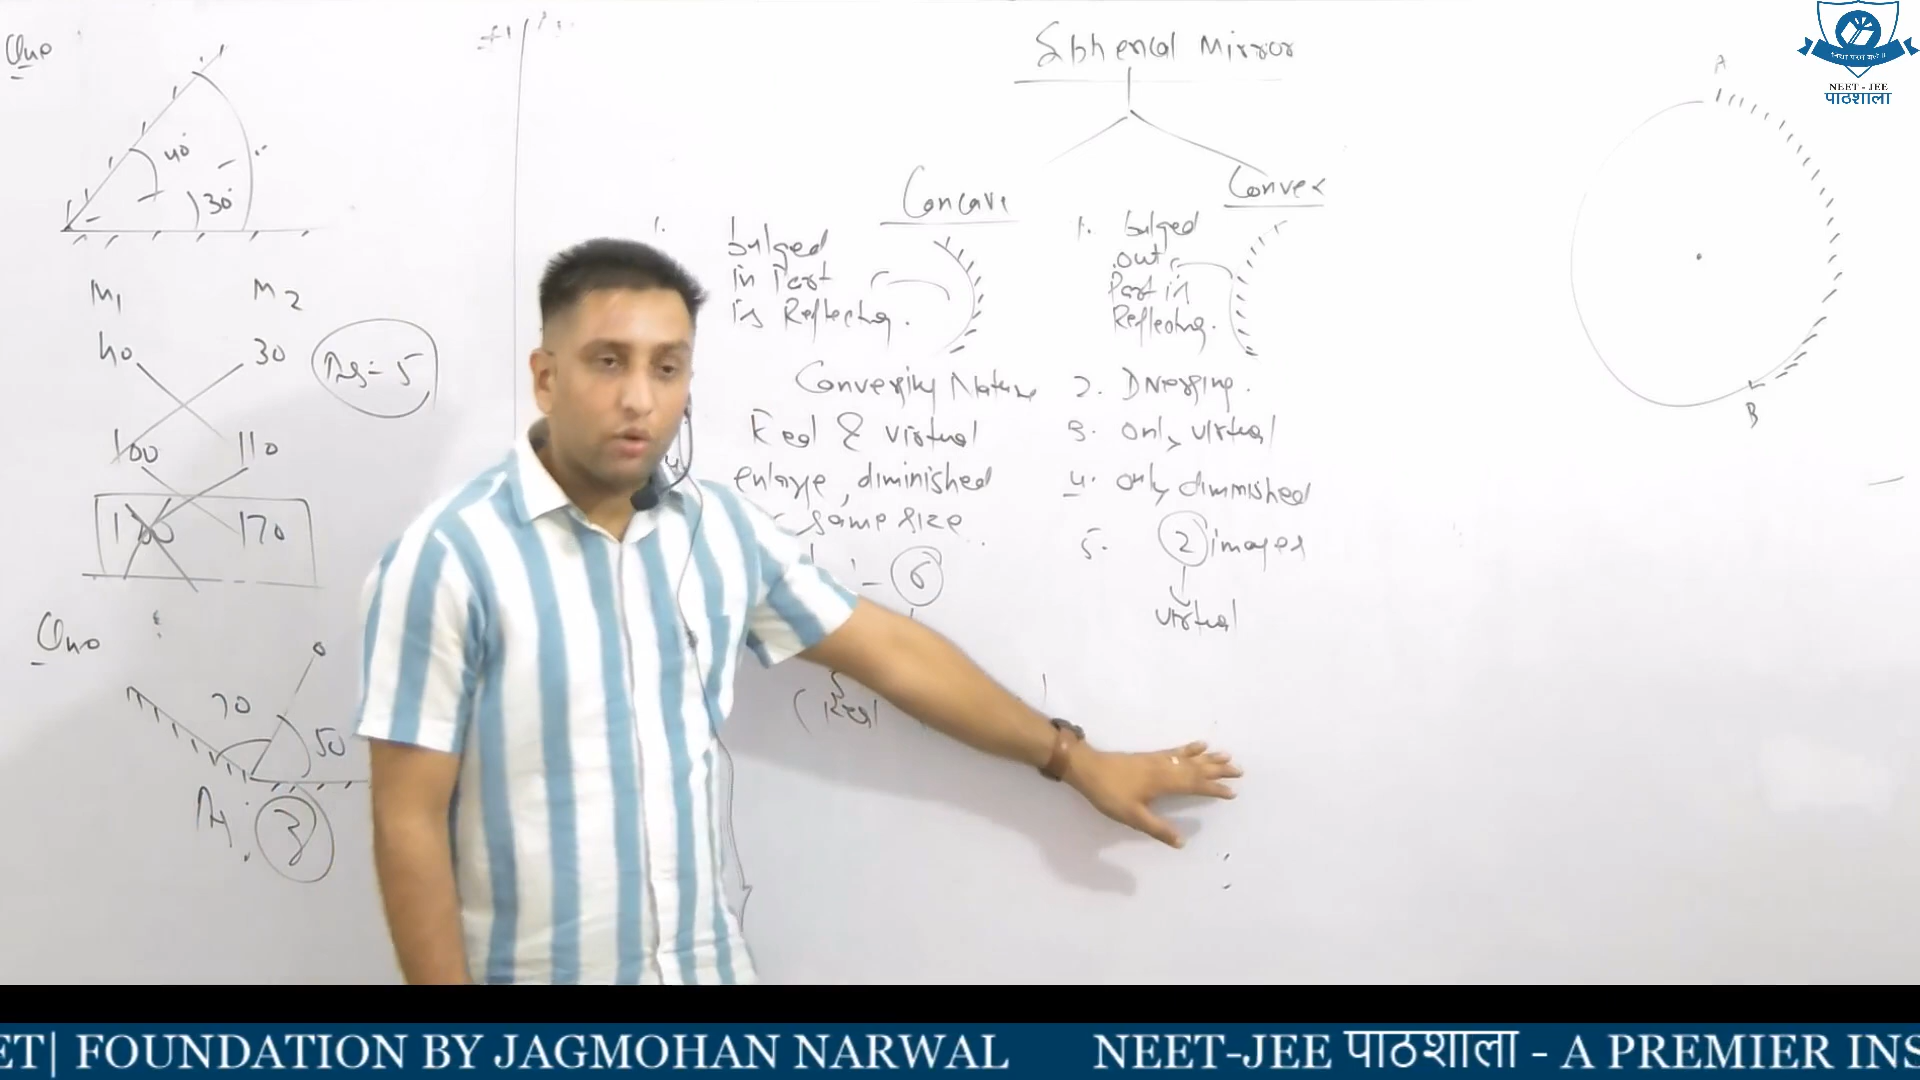 Que
40°
30°
M1 M2
40 30
Ans = 5
100 110
170
Que
O
70
50
3
Spherical Mirror
Concave
1. bulged
in Part
is Reflecting.
Converging Nature
Real & virtual
enlarge, diminished
same size
6
(Real
Convex
1. bulged
out
Part is
Reflecting.
2. Diverging.
3. only virtual
4. only diminished
5. 2 images
virtual
A
B
NEET - JEE
पाठशाला
ET| FOUNDATION BY JAGMOHAN NARWAL NEET-JEE पाठशाला - A PREMIER INS